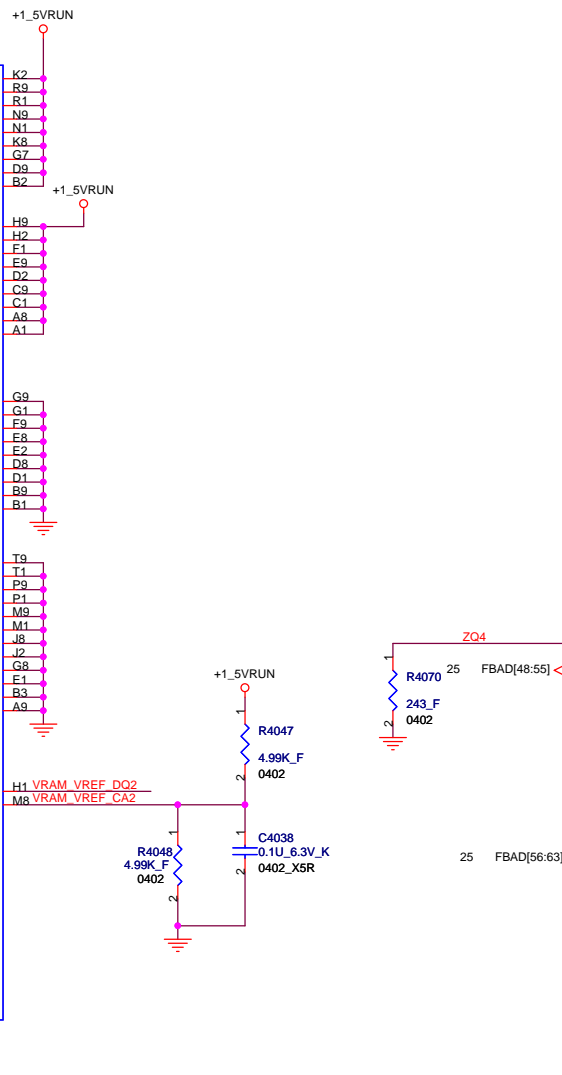 +1_5VRUN
K2
R9
R1
N9
N1
K8
G7
D9
B2
+1_5VRUN
H9
H2
F1
E9
D2
C9
C1
A8
A1
G9
G1
F9
E8
E2
D8
D1
B9
B1
T9
T1
P9
P1
M9
M1
J8
J2
G8
E1
B3
A9
H1 VRAM_VREF_DQ2
M8 VRAM_VREF_CA2
+1_5VRUN
1
R4047
4.99K_F
2
0402
1
R4048
4.99K_F
0402
2
1
C4038
0.1U_6.3V_K
2
0402_X5R
ZQ4
1
R4070
243_F
2
0402
25 FBAD[48:55]
25 FBAD[56:63]